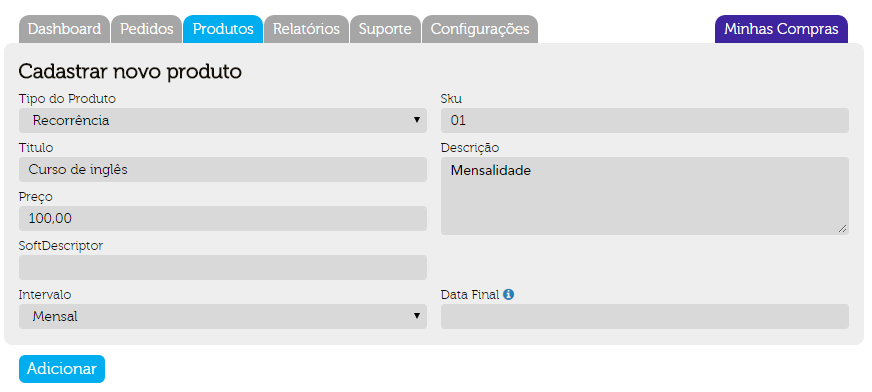 Dashboard Pedidos Produtos Relatórios Suporte Configurações Minhas Compras
Cadastrar novo produto
Tipo do Produto
Recorrência
Sku
01
Titulo
Curso de inglês
Descrição
Mensalidade
Preço
100,00
SoftDescriptor
Intervalo
Mensal
Data Final
Adicionar